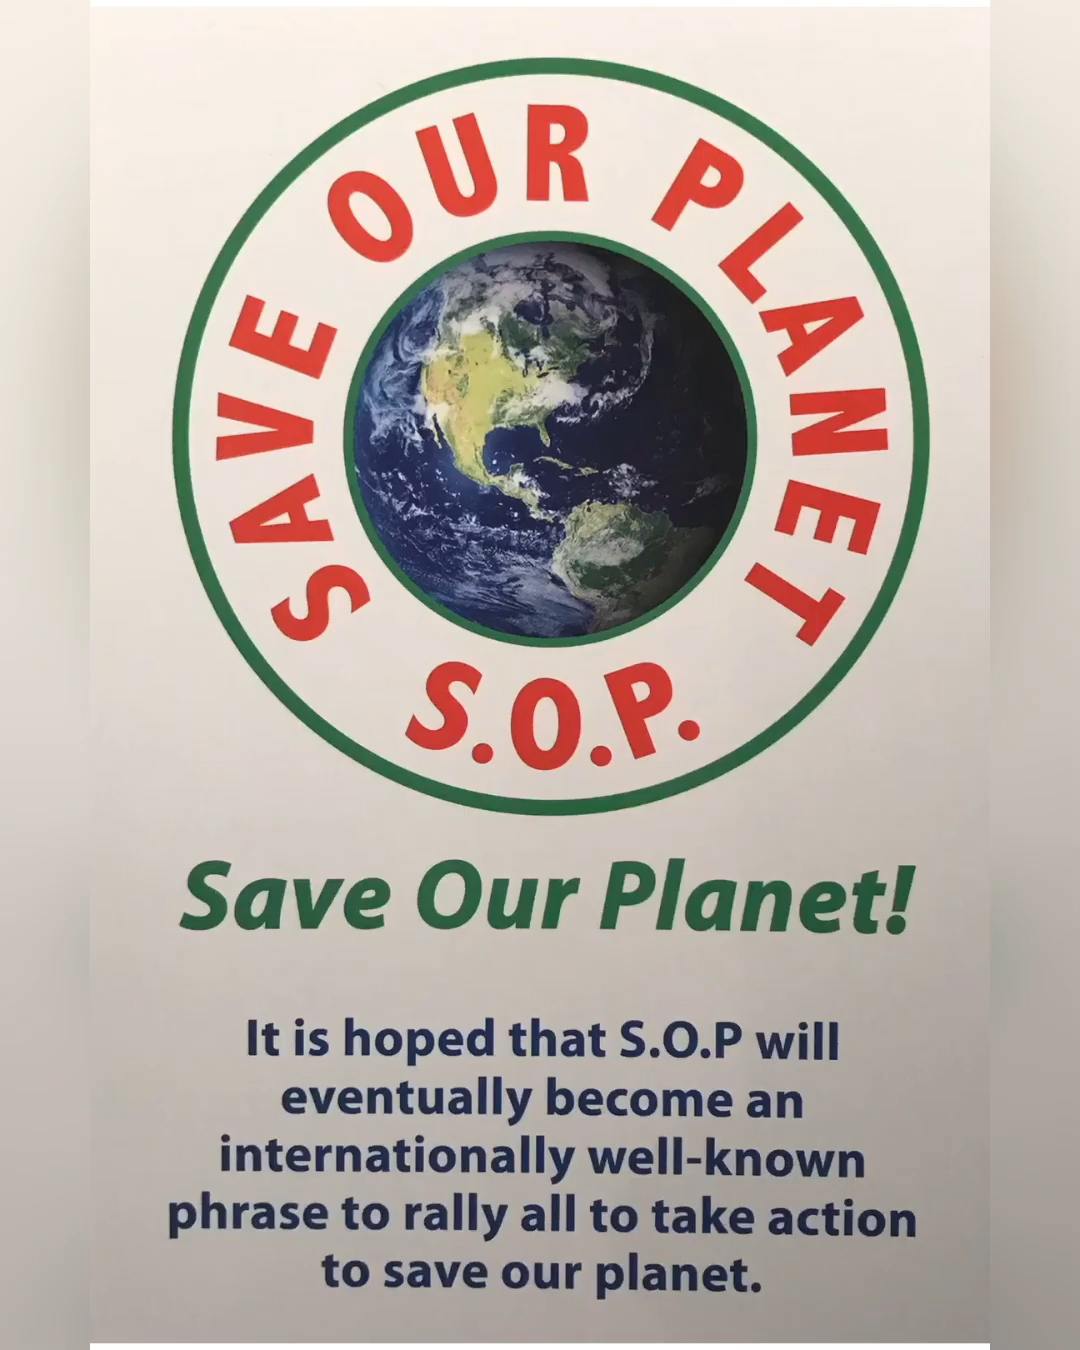 SAVE OUR PLANET
S.O.P.
Save Our Planet!
It is hoped that S.O.P will
eventually become an
internationally well-known
phrase to rally all to take action
to save our planet.